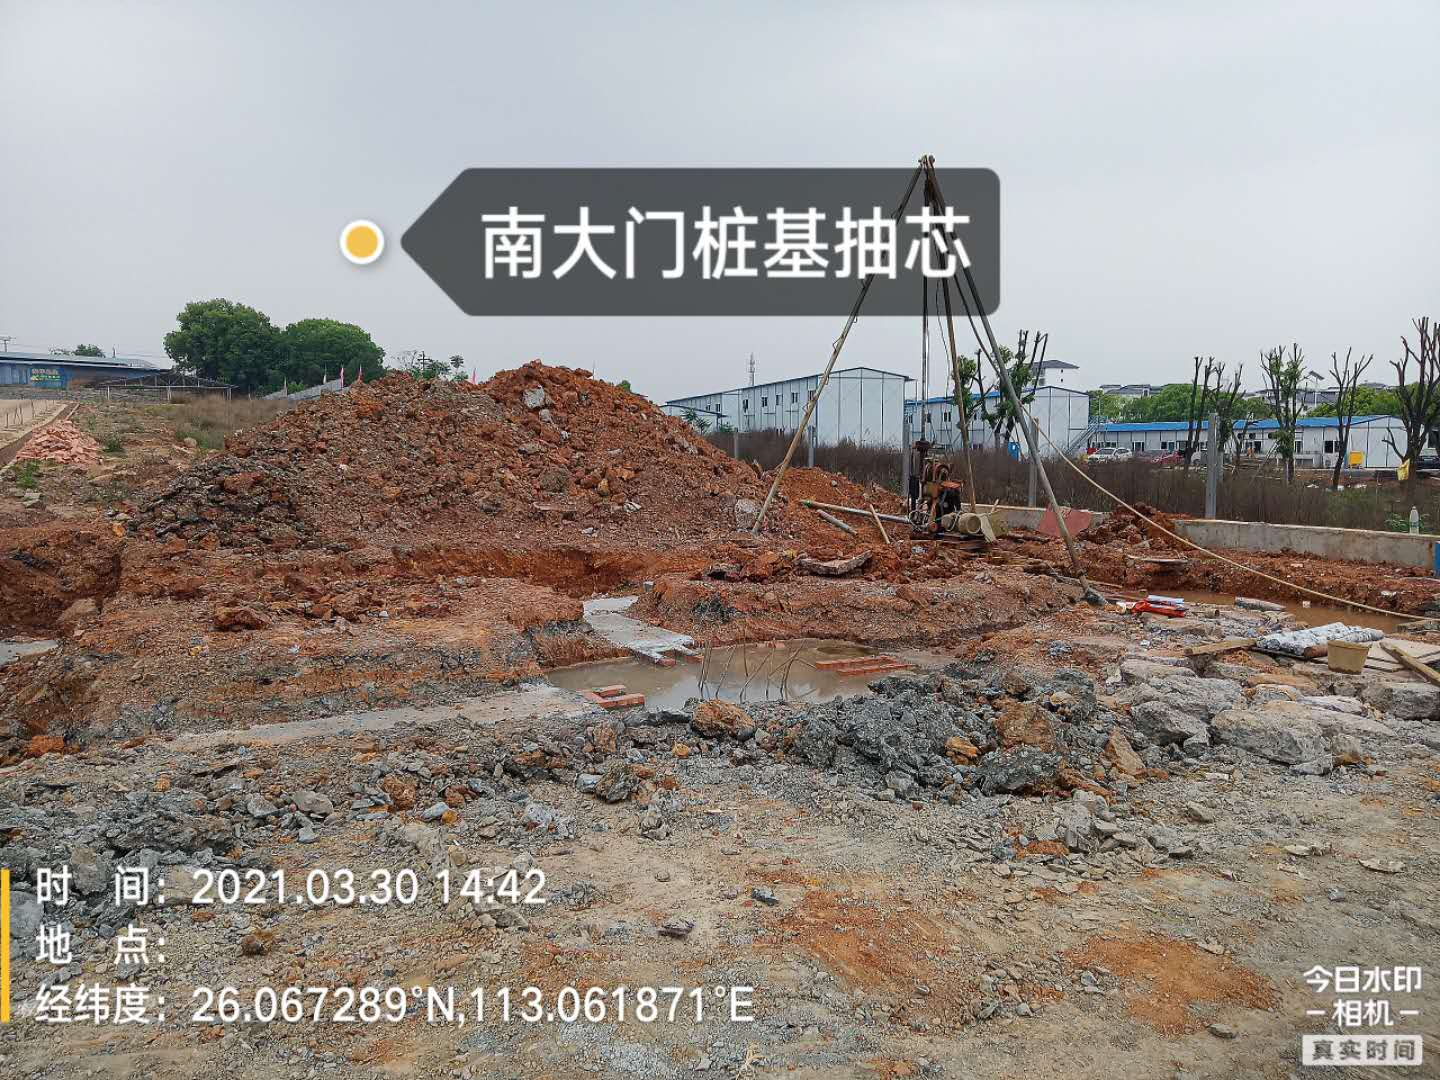 南大门桩基抽芯
时 间：2021.03.30 14:42
地 点：
经纬度：26.067289°N,113.061871°E
今日水印
-相机-
真实时间